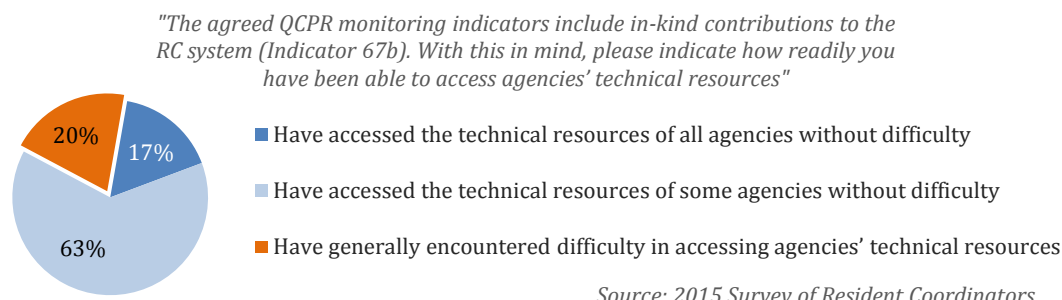 "The agreed QCPR monitoring indicators include in-kind contributions to the
RC system (Indicator 67b). With this in mind, please indicate how readily you
have been able to access agencies’ technical resources"
20%
17%
63%
Have accessed the technical resources of all agencies without difficulty
Have accessed the technical resources of some agencies without difficulty
Have generally encountered difficulty in accessing agencies’ technical resources
Source: 2015 Survey of Resident Coordinators